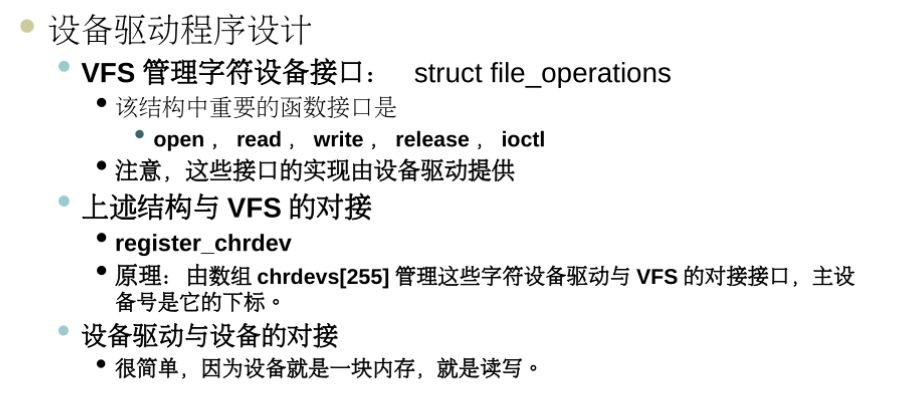 设备驱动程序设计
VFS 管理字符设备接口： struct file_operations
该结构中重要的函数接口是
open ， read ， write ， release ， ioctl
注意，这些接口的实现由设备驱动提供
上述结构与 VFS 的对接
register_chrdev
原理：由数组 chrdevs[255] 管理这些字符设备驱动与 VFS 的对接接口，主设
备号是它的下标。
设备驱动与设备的对接
很简单，因为设备就是一块内存，就是读写。